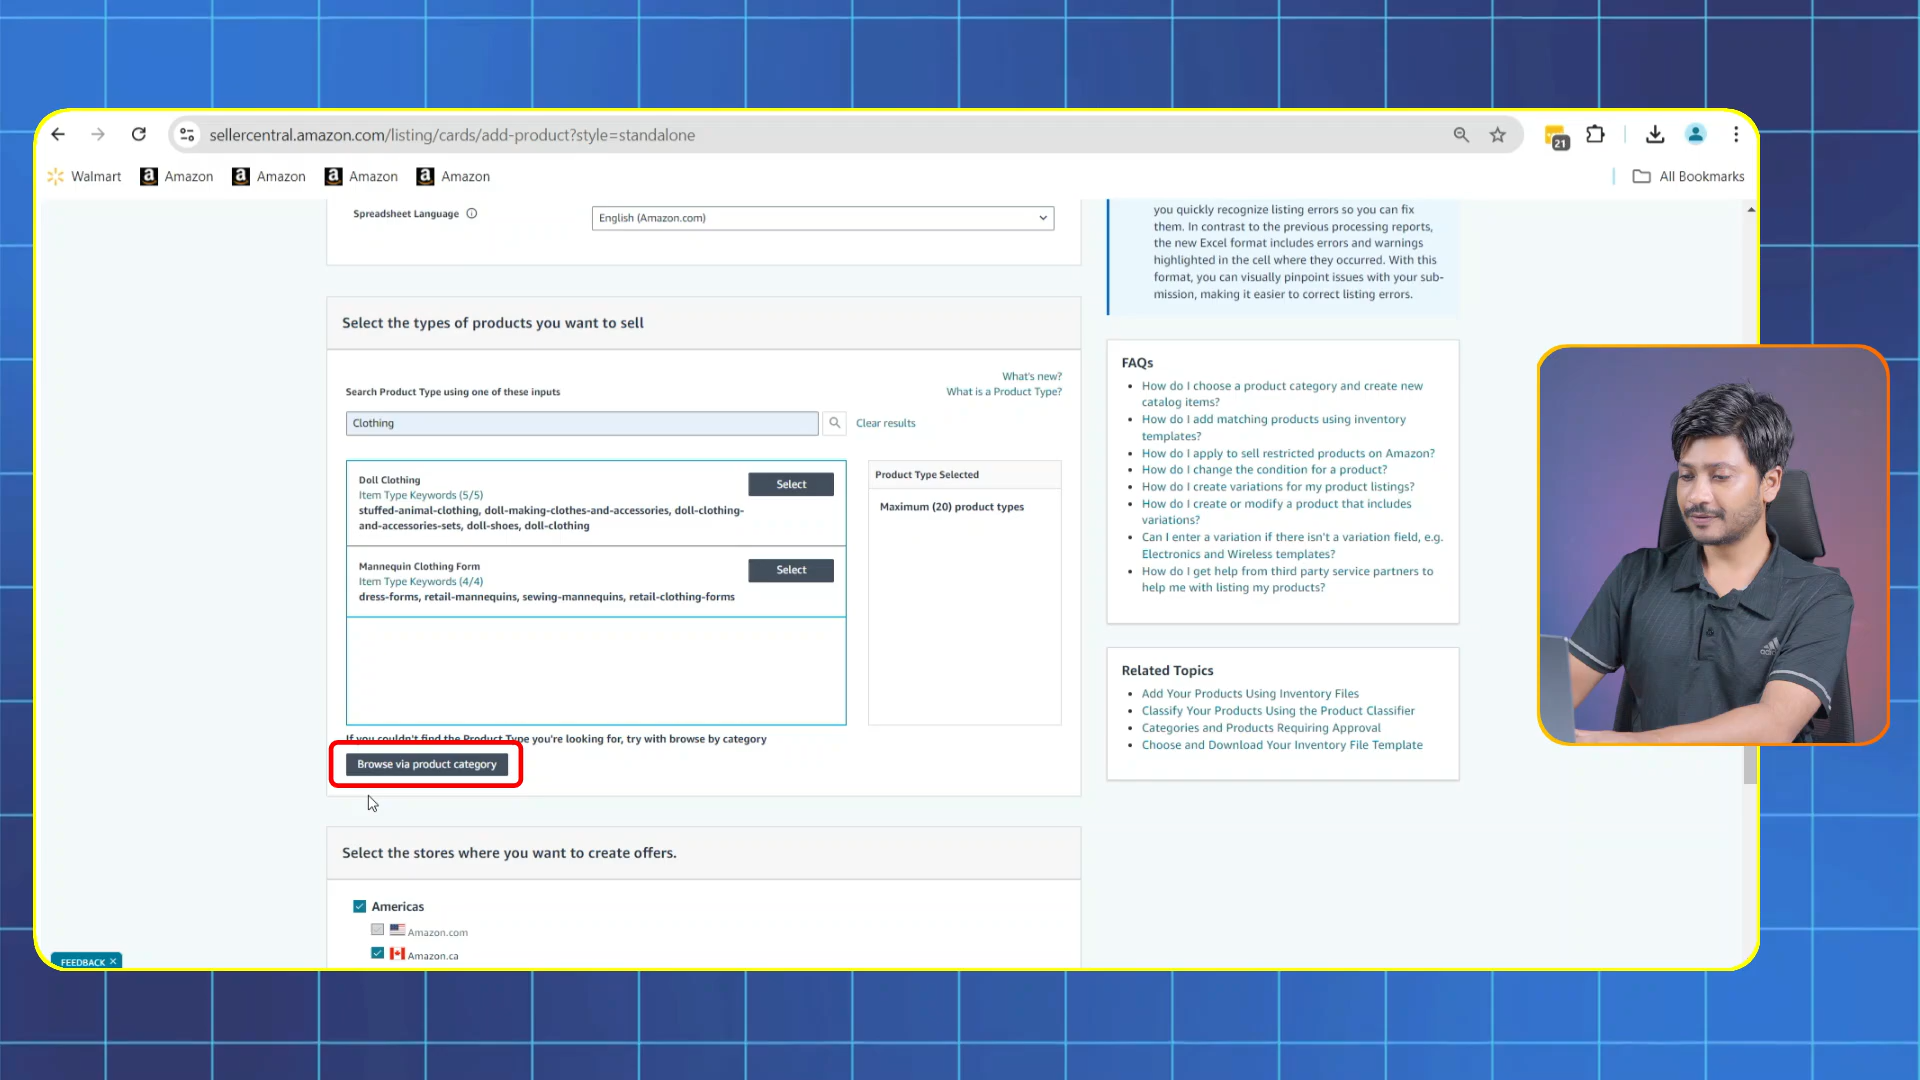 sellercentral.amazon.com/listing/cards/add-product?style=standalone
21
Walmart
Amazon
Amazon
Amazon
Amazon
All Bookmarks
Spreadsheet Language
English (Amazon.com)
Select the types of products you want to sell
What's new?
What is a Product Type?
Search Product Type using one of these inputs
Clothing
Clear results
Doll Clothing
Item Type Keywords (5/5)
stuffed-animal-clothing, doll-making-clothes-and-accessories, doll-clothing-
and-accessories-sets, doll-shoes, doll-clothing
Select
Mannequin Clothing Form
Item Type Keywords (4/4)
dress-forms, retail-mannequins, sewing-mannequins, retail-clothing-forms
Select
Product Type Selected
Maximum (20) product types
If you couldn't find the Product Type you're looking for, try with browse by category
Browse via product category
Select the stores where you want to create offers.
Americas
Amazon.com
Amazon.ca
FEEDBACK
you quickly recognize listing errors so you can fix
them. In contrast to the previous processing reports,
the new Excel format includes errors and warnings
highlighted in the cell where they occurred. With this
format, you can visually pinpoint issues with your sub-
mission, making it easier to correct listing errors.
FAQs
How do I choose a product category and create new
catalog items?
How do I add matching products using inventory
templates?
How do I apply to sell restricted products on Amazon?
How do I change the condition for a product?
How do I create variations for my product listings?
How do I create or modify a product that includes
variations?
Can I enter a variation if there isn't a variation field, e.g.
Electronics and Wireless templates?
How do I get help from third party service partners to
help me with listing my products?
Related Topics
Add Your Products Using Inventory Files
Classify Your Products Using the Product Classifier
Categories and Products Requiring Approval
Choose and Download Your Inventory File Template
adidas